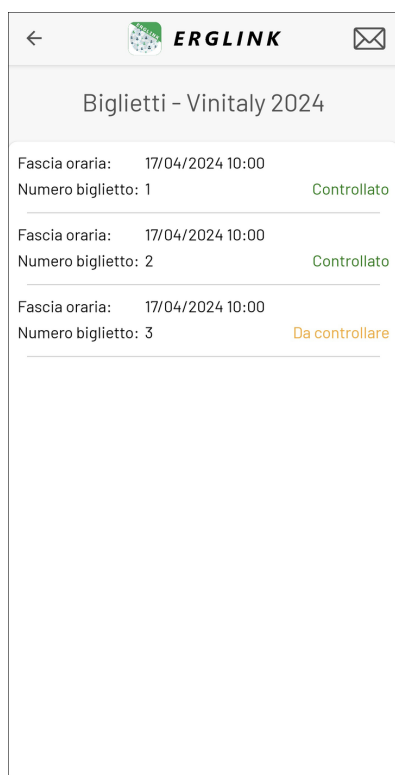 ERGLINK
Biglietti - Vinitaly 2024
Fascia oraria: 17/04/2024 10:00
Numero biglietto: 1 Controllato
Fascia oraria: 17/04/2024 10:00
Numero biglietto: 2 Controllato
Fascia oraria: 17/04/2024 10:00
Numero biglietto: 3 Da controllare